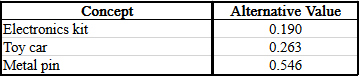 Concept Alternative Value
Electronics kit 0.190
Toy car 0.263
Metal pin 0.546